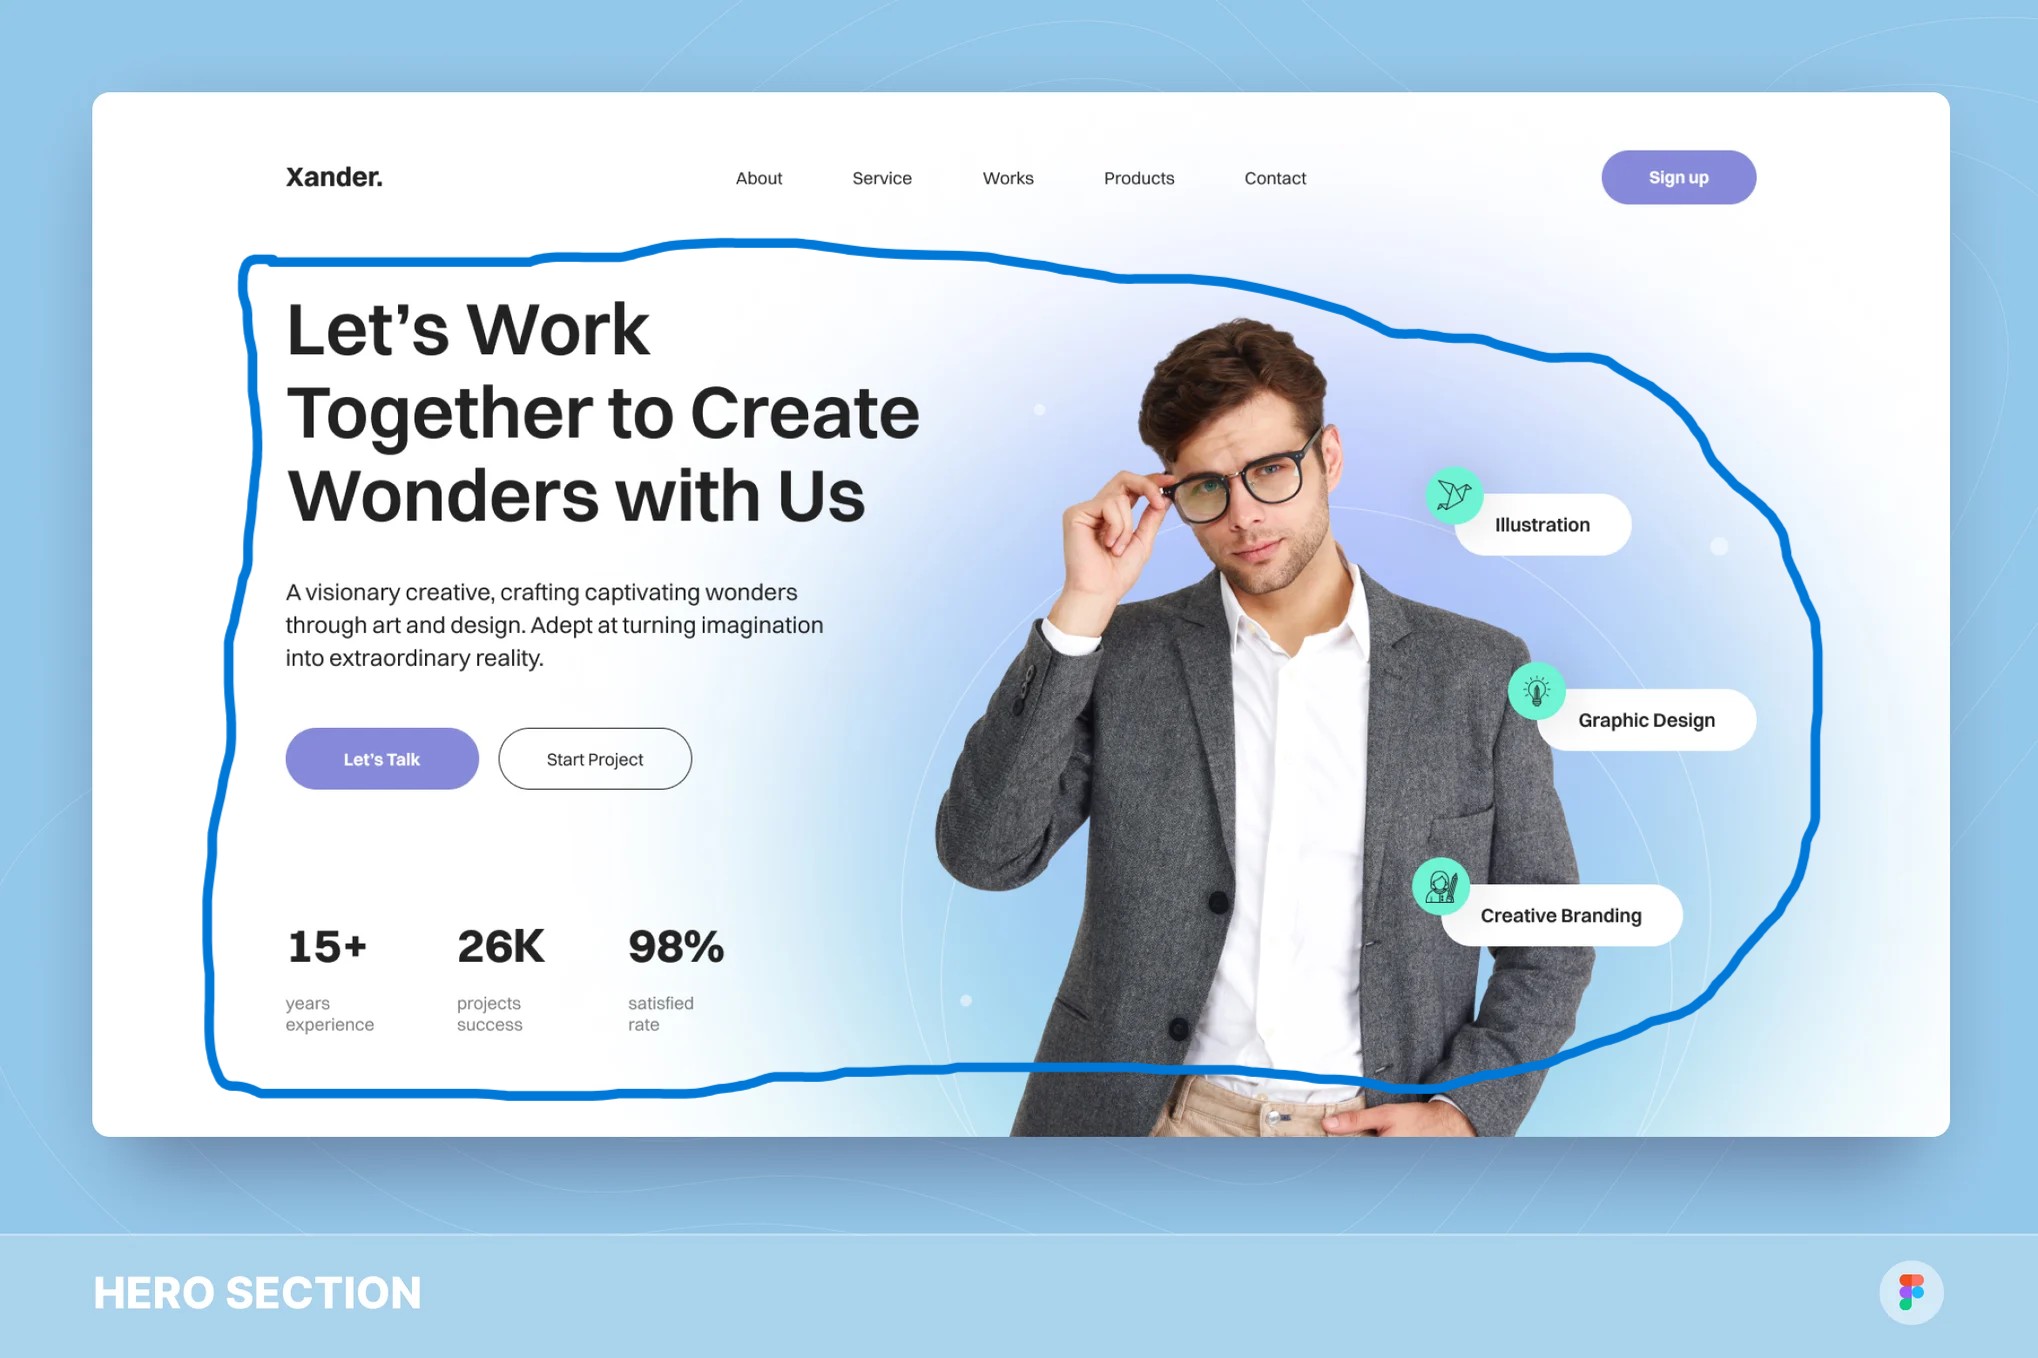 Xander.
About
Service
Works
Products
Contact
Sign up
Let’s Work
Together to Create
Wonders with Us
A visionary creative, crafting captivating wonders
through art and design. Adept at turning imagination
into extraordinary reality.
Let’s Talk
Start Project
15+
years
experience
26K
projects
success
98%
satisfied
rate
Illustration
Graphic Design
Creative Branding
HERO SECTION